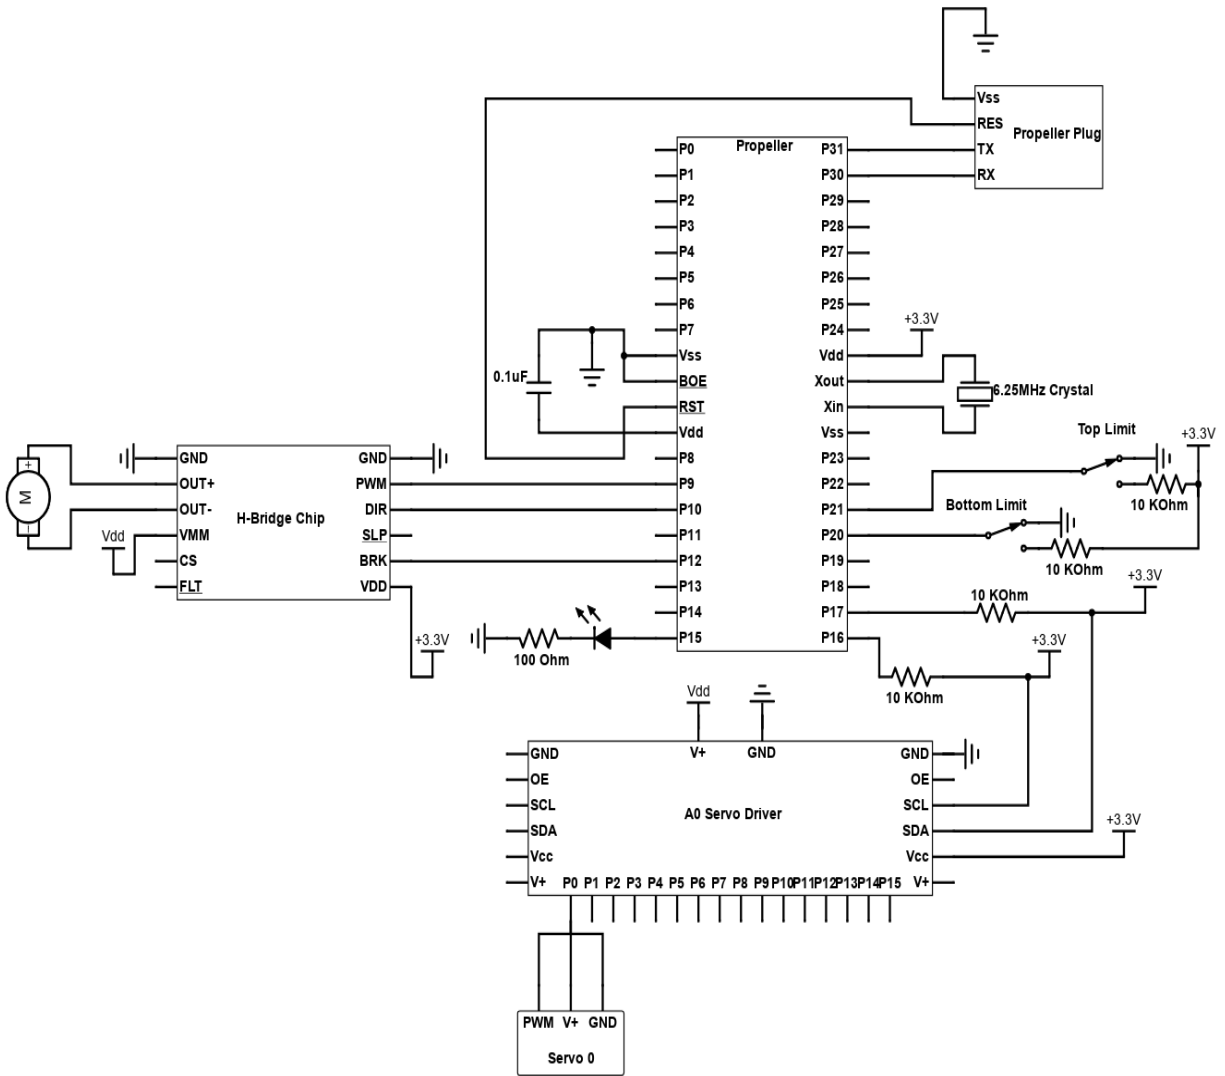 Vss
RES
Propeller Plug
TX
RX
Propeller
P0
P1
P2
P3
P4
P5
P6
P7
Vss
BOE
RST
Vdd
P8
P9
P10
P11
P12
P13
P14
P15
P31
P30
P29
P28
P27
P26
P25
P24
Vdd
Xout
Xin
Vss
P23
P22
P21
P20
P19
P18
P17
P16
+3.3V
6.25MHz Crystal
0.1uF
Top Limit
+3.3V
10 KOhm
Bottom Limit
10 KOhm
10 KOhm
+3.3V
+3.3V
10 KOhm
M
+
-
Vdd
GND
OUT+
OUT-
VMM
CS
FLT
H-Bridge Chip
GND
PWM
DIR
SLP
BRK
VDD
+3.3V
100 Ohm
Vdd
V+
GND
GND
OE
SCL
SDA
Vcc
V+
A0 Servo Driver
GND
OE
SCL
SDA
Vcc
V+
+3.3V
P0 P1 P2 P3 P4 P5 P6 P7 P8 P9 P10 P11 P12 P13 P14 P15
PWM V+ GND
Servo 0